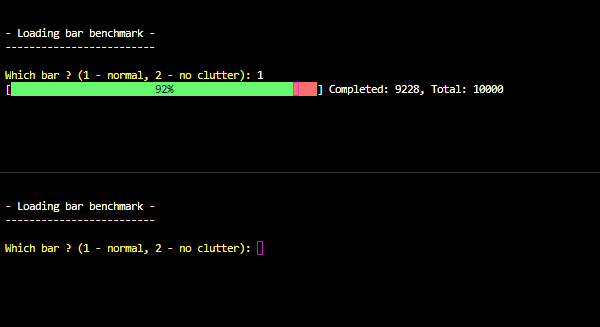 - Loading bar benchmark -
-------------------------
Which bar ? (1 - normal, 2 - no clutter): 1
[ 92% ] Completed: 9228, Total: 10000
- Loading bar benchmark -
-------------------------
Which bar ? (1 - normal, 2 - no clutter):